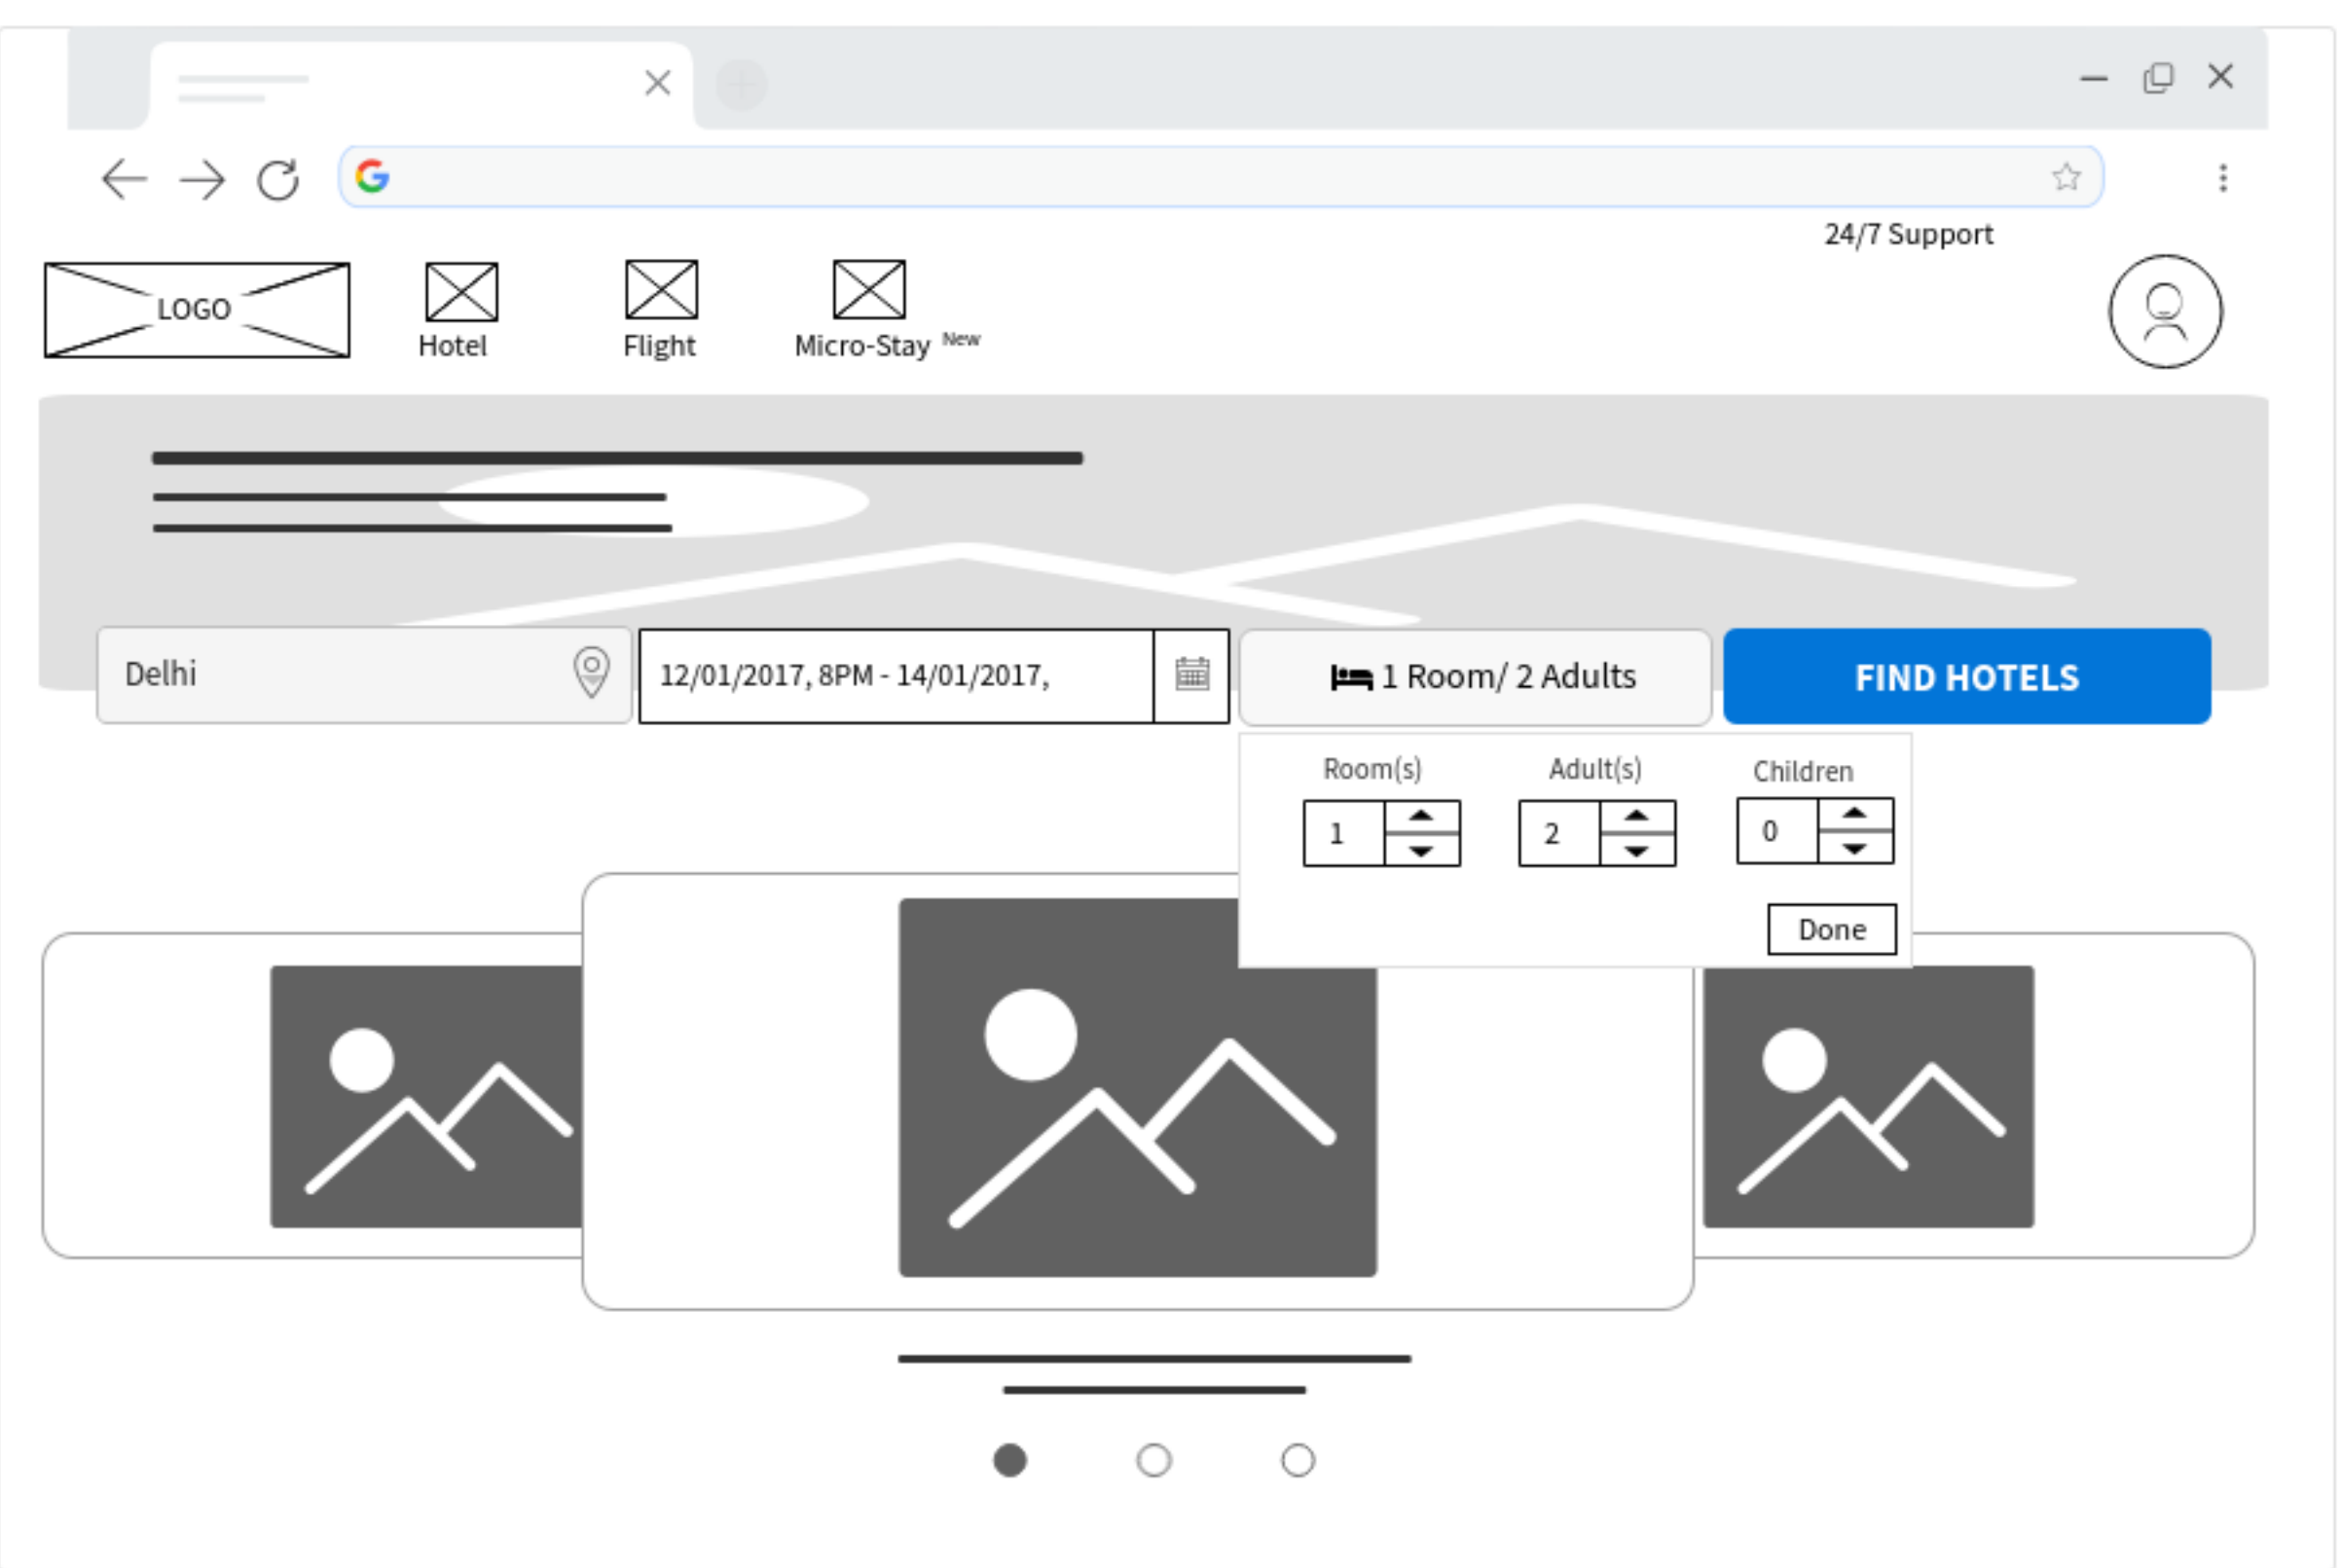 24/7 Support
LOGO
Hotel
Flight
Micro-Stay New
Delhi
12/01/2017, 8PM - 14/01/2017,
1 Room/ 2 Adults
FIND HOTELS
Room(s) Adult(s) Children
1 2 0
Done